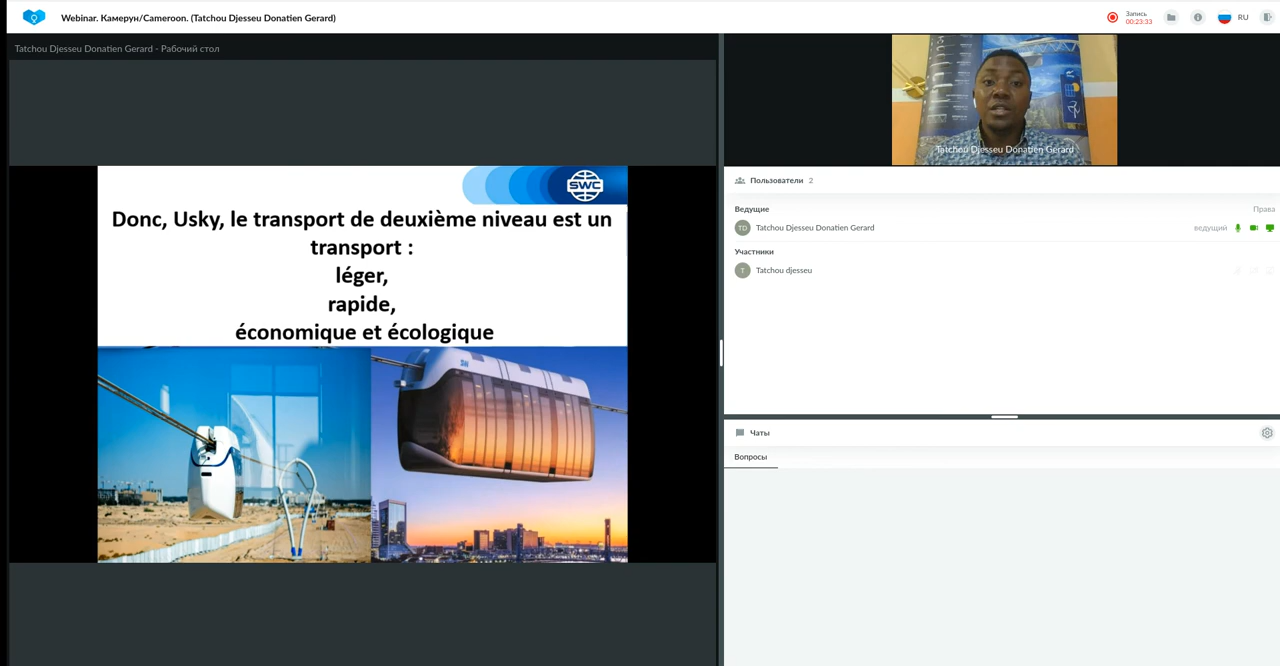 Webinar. Камерун/Cameroon. (Tatchou Djesseu Donatien Gerard)
Запись
00:23:33
RU
Tatchou Djesseu Donatien Gerard - Рабочий стол
SWC
Donc, Usky, le transport de deuxième niveau est un
transport :
léger,
rapide,
économique et écologique
Tatchou Djesseu Donatien Gerard
Пользователи 2
Ведущие
Права
TD
Tatchou Djesseu Donatien Gerard
ведущий
Участники
T
Tatchou djesseu
Чаты
Вопросы